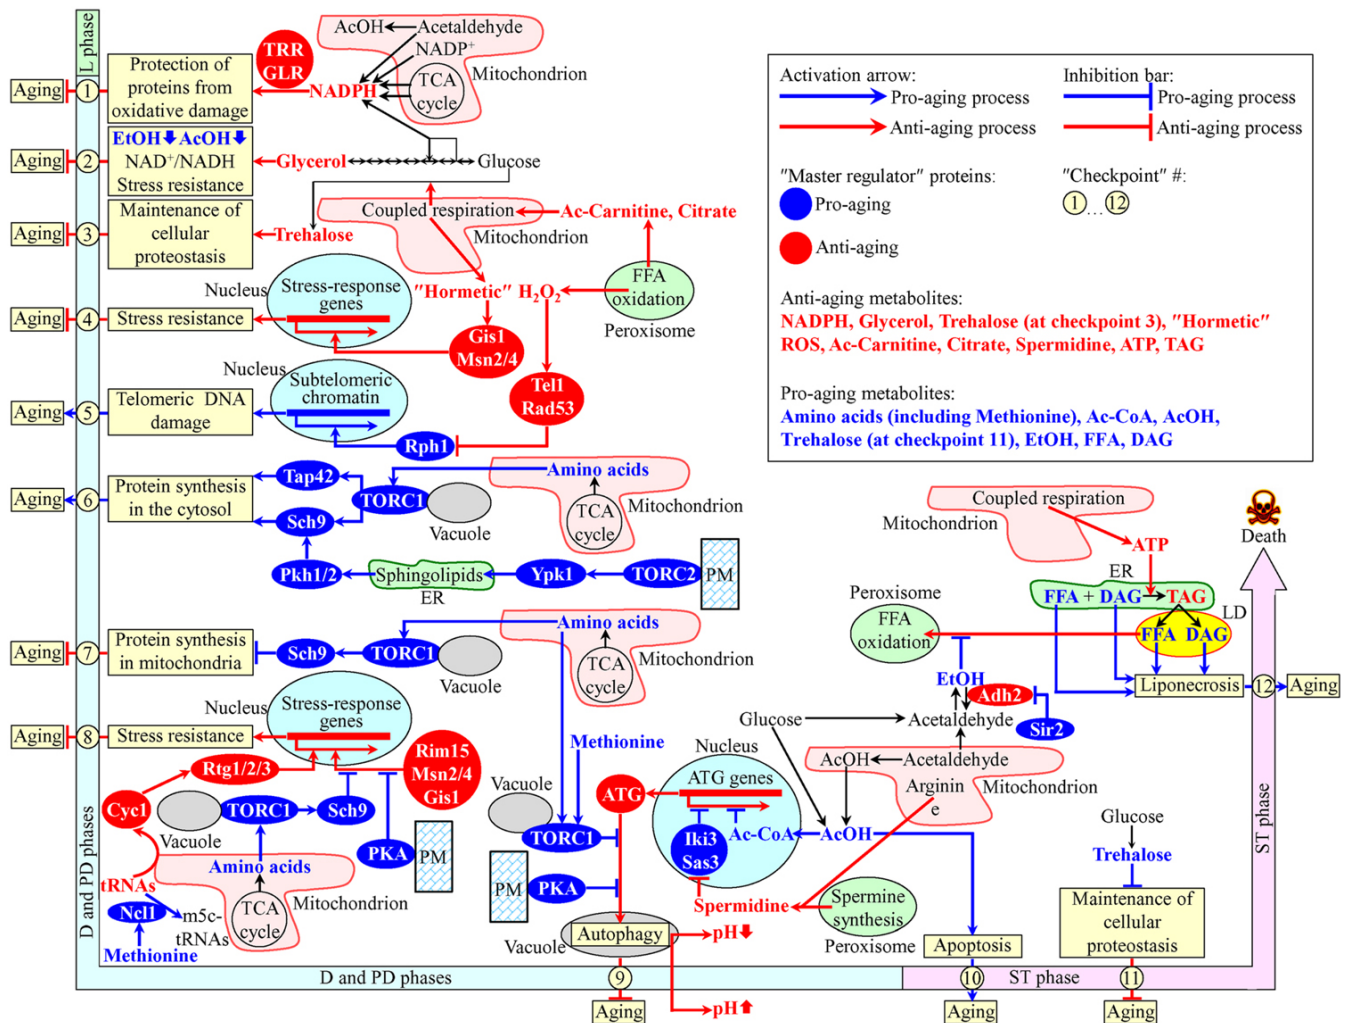 L phase
Aging
1
Protection of
proteins from
oxidative damage
TRR
GLR
NADPH
AcOH
Acetaldehyde
NADP⁺
TCA
cycle
Mitochondrion
Aging
2
EtOH AcOH
NAD⁺/NADH
Stress resistance
Glycerol
Glucose
Aging
3
Maintenance of
cellular
proteostasis
Trehalose
Coupled respiration
Mitochondrion
Ac-Carnitine, Citrate
FFA
oxidation
Peroxisome
Aging
4
Stress resistance
Nucleus
Stress-response
genes
"Hormetic" H₂O₂
Gis1
Msn2/4
Tel1
Rad53
Aging
5
Telomeric DNA
damage
Nucleus
Subtelomeric
chromatin
Rph1
Aging
6
Protein synthesis
in the cytosol
Tap42
Sch9
TORC1
Vacuole
Amino acids
TCA
cycle
Mitochondrion
Pkh1/2
Sphingolipids
ER
Ypk1
TORC2
PM
Aging
7
Protein synthesis
in mitochondria
Sch9
TORC1
Vacuole
Amino acids
TCA
cycle
Mitochondrion
Aging
8
Stress resistance
Nucleus
Stress-response
genes
Rtg1/2/3
Rim15
Msn2/4
Gis1
Cyc1
TORC1
Sch9
Vacuole
PKA
PM
Amino acids
TCA
cycle
Mitochondrion
tRNAs
Ncl1
m5c-
tRNAs
Methionine
D and PD phases
Methionine
Vacuole
TORC1
PM
PKA
ATG
Nucleus
ATG genes
Iki3
Sas3
Ac-CoA
AcOH
Spermidine
Spermine
synthesis
Peroxisome
Vacuole
Autophagy
pH
pH
D and PD phases
9
Aging
Glucose
Acetaldehyde
EtOH
Adh2
Sir2
AcOH
Acetaldehyde
Arginin
e
Mitochondrion
Apoptosis
10
Aging
ST phase
Glucose
Trehalose
Maintenance of
cellular
proteostasis
11
Aging
Coupled respiration
Mitochondrion
ATP
ER
FFA + DAG
TAG
LD
FFA DAG
Peroxisome
FFA
oxidation
Liponecrosis
12
Aging
Death
ST phase
Activation arrow:
Pro-aging process
Anti-aging process
Inhibition bar:
Pro-aging process
Anti-aging process
"Master regulator" proteins:
Pro-aging
Anti-aging
"Checkpoint" #:
1 ... 12
Anti-aging metabolites:
NADPH, Glycerol, Trehalose (at checkpoint 3), "Hormetic"
ROS, Ac-Carnitine, Citrate, Spermidine, ATP, TAG
Pro-aging metabolites:
Amino acids (including Methionine), Ac-CoA, AcOH,
Trehalose (at checkpoint 11), EtOH, FFA, DAG